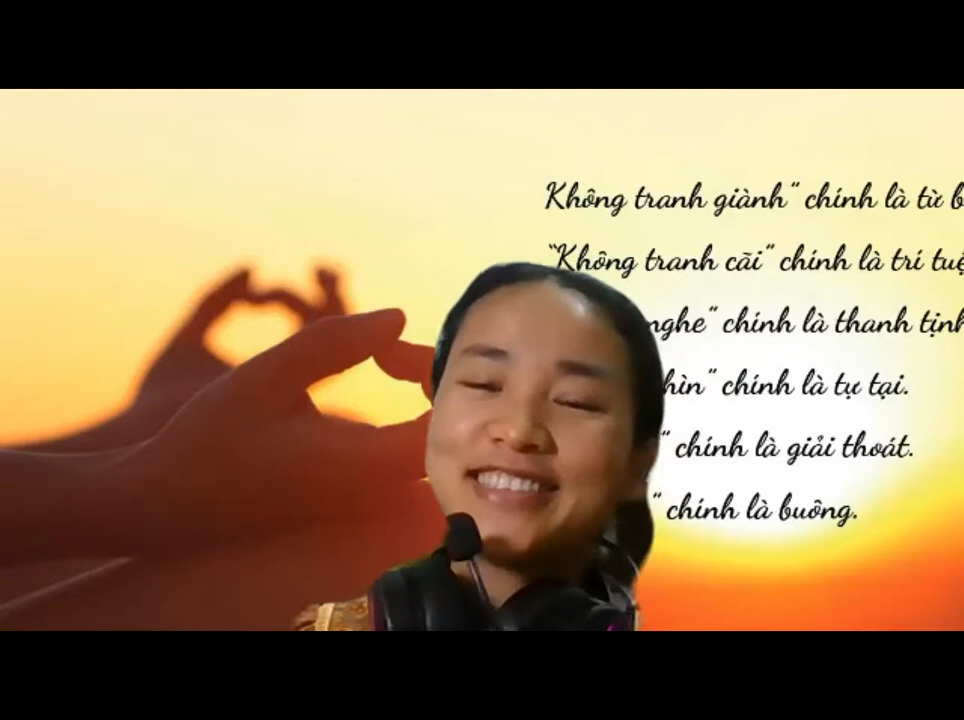 Không tranh giành" chính là từ
"Không tranh cãi" chính là trí tuệ
nghe" chính là thanh tịnh
" chính là tự tại.
" chính là giải thoát.
" chính là buông.